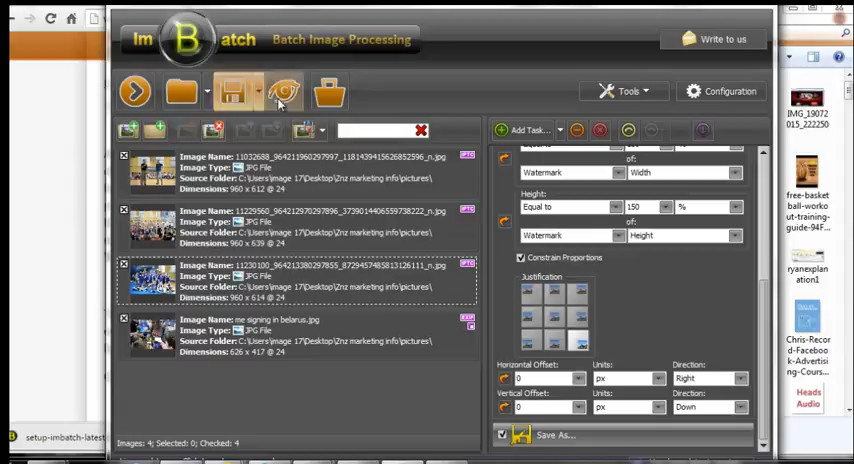 Im B atch Batch Image Processing
Write to us
Tools
Configuration
Add Task...
Image Name: 11032688_964211960297997_1181439415626852596_n.jpg
Image Type: JPG File
Source Folder: C:\Users\image 17\Desktop\Znz marketing info\pictures\
Dimensions: 960 x 612 @ 24
IPTC
Image Name: 11229560_964212970297896_3739014406559738222_n.jpg
Image Type: JPG File
Source Folder: C:\Users\image 17\Desktop\Znz marketing info\pictures\
Dimensions: 960 x 639 @ 24
IPTC
Image Name: 11230100_964213380297855_8729457485813126111_n.jpg
Image Type: JPG File
Source Folder: C:\Users\image 17\Desktop\Znz marketing info\pictures\
Dimensions: 960 x 614 @ 24
IPTC
Image Name: me signing in belarus.jpg
Image Type: JPG File
Source Folder: C:\Users\image 17\Desktop\Znz marketing info\pictures\
Dimensions: 626 x 417 @ 24
EXIF
Images: 4; Selected: 0; Checked: 4
of:
Watermark Width
Height:
Equal to 150 %
of:
Watermark Height
Constrain Proportions
Justification
Horizontal Offset: Units: Direction:
0 px Right
Vertical Offset: Units: Direction:
0 px Down
Save As...
IMG_19072
015_222250
free-basket
ball-worko
ut-training-
guide-94F...
ryanexplan
ation1
Chris-Recor
d-Facebook
-Advertisi
ng-Cours...
Heads
Audio
setup-imbatch-latest